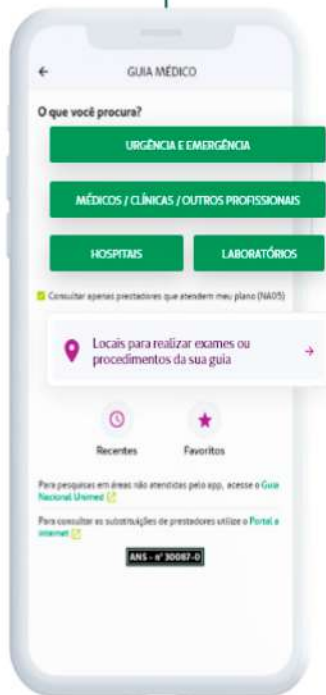 GUIA MÉDICO
O que você procura?
URGÊNCIA E EMERGÊNCIA
MÉDICOS / CLÍNICAS / OUTROS PROFISSIONAIS
HOSPITAIS
LABORATÓRIOS
Consultar apenas prestadores que atendem meu plano (NA05)
Locais para realizar exames ou
procedimentos da sua guia
Recentes
Favoritos
Para pesquisas em áreas não atendidas pelo app, acesse o Guia
Nacional Unimed
Para consultar as substituições de prestadores utilize o Portal a
internet
ANS - nº 30087-0